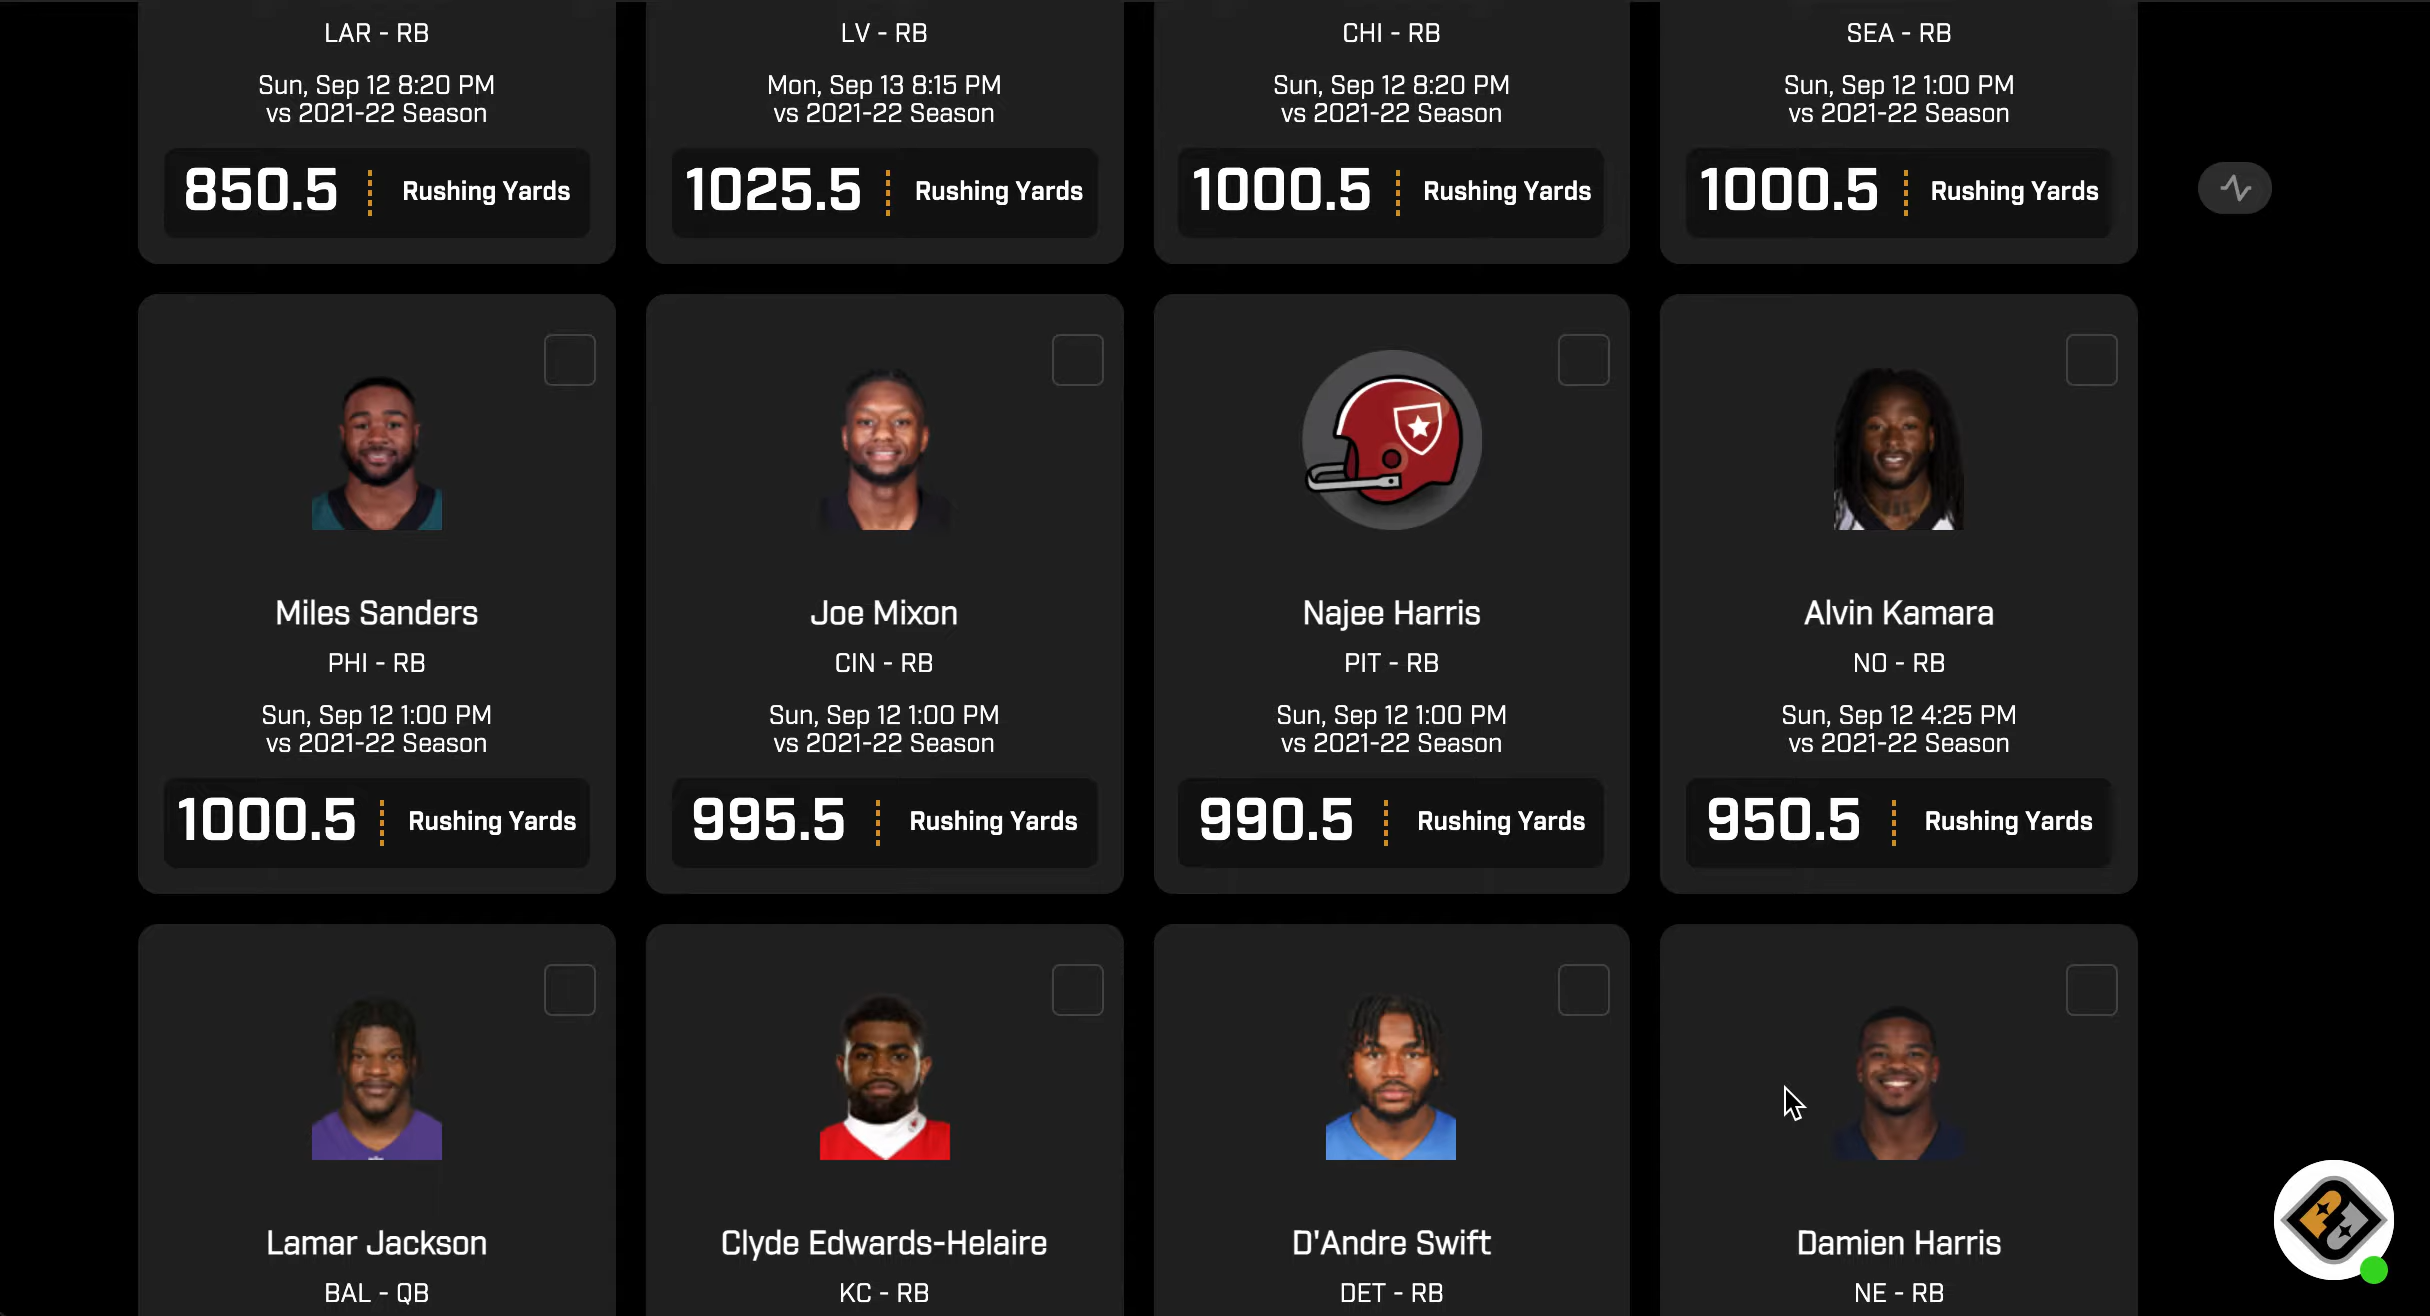 LAR - RB
Sun, Sep 12 8:20 PM
vs 2021-22 Season
850.5
Rushing Yards
LV - RB
Mon, Sep 13 8:15 PM
vs 2021-22 Season
1025.5
Rushing Yards
CHI - RB
Sun, Sep 12 8:20 PM
vs 2021-22 Season
1000.5
Rushing Yards
SEA - RB
Sun, Sep 12 1:00 PM
vs 2021-22 Season
1000.5
Rushing Yards
Miles Sanders
PHI - RB
Sun, Sep 12 1:00 PM
vs 2021-22 Season
1000.5
Rushing Yards
Joe Mixon
CIN - RB
Sun, Sep 12 1:00 PM
vs 2021-22 Season
995.5
Rushing Yards
Najee Harris
PIT - RB
Sun, Sep 12 1:00 PM
vs 2021-22 Season
990.5
Rushing Yards
Alvin Kamara
NO - RB
Sun, Sep 12 4:25 PM
vs 2021-22 Season
950.5
Rushing Yards
Lamar Jackson
BAL - QB
Clyde Edwards-Helaire
KC - RB
D'Andre Swift
DET - RB
Damien Harris
NE - RB